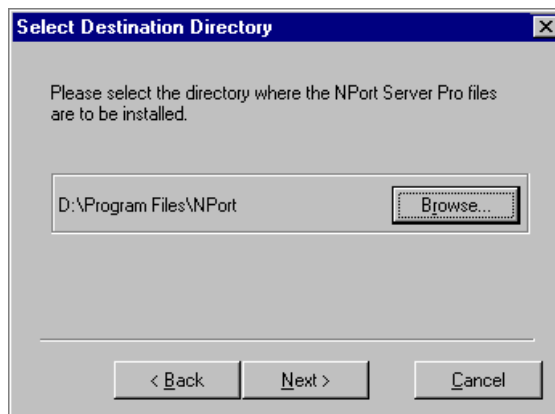 Select Destination Directory
Please select the directory where the NPort Server Pro files
are to be installed.
D:\Program Files\NPort
Browse...
< Back
Next >
Cancel